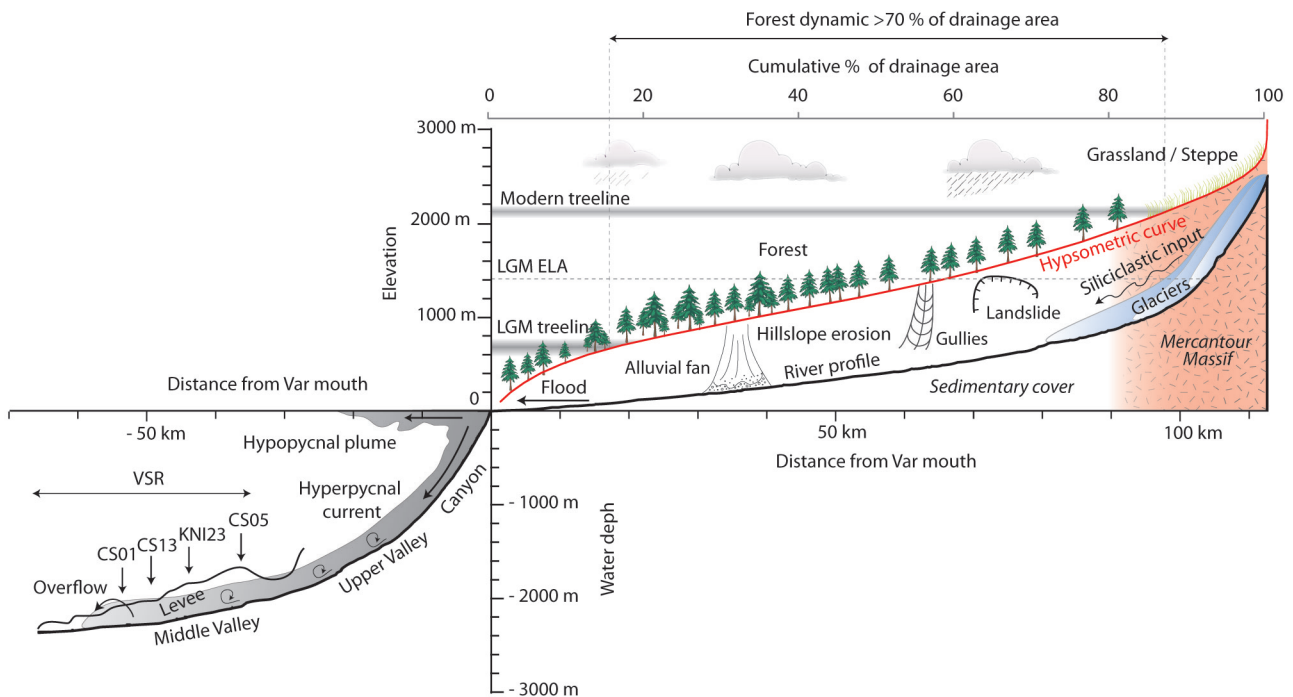 Forest dynamic >70 % of drainage area
Cumulative % of drainage area
0
20
40
60
80
100
3000 m
2000 m
1000 m
0
Elevation
Grassland / Steppe
Modern treeline
Forest
Hypsometric curve
LGM ELA
Siliciclastic input
Glaciers
Landslide
LGM treeline
Hillslope erosion
Gullies
Alluvial fan
River profile
Mercantour
Massif
Flood
Sedimentary cover
50 km
100 km
Distance from Var mouth
Distance from Var mouth
- 50 km
Hypopycnal plume
VSR
Hyperpycnal
current
Canyon
- 1000 m
CS05
KNI23
CS13
CS01
Upper Valley
Water deph
Overflow
Levee
- 2000 m
Middle Valley
- 3000 m